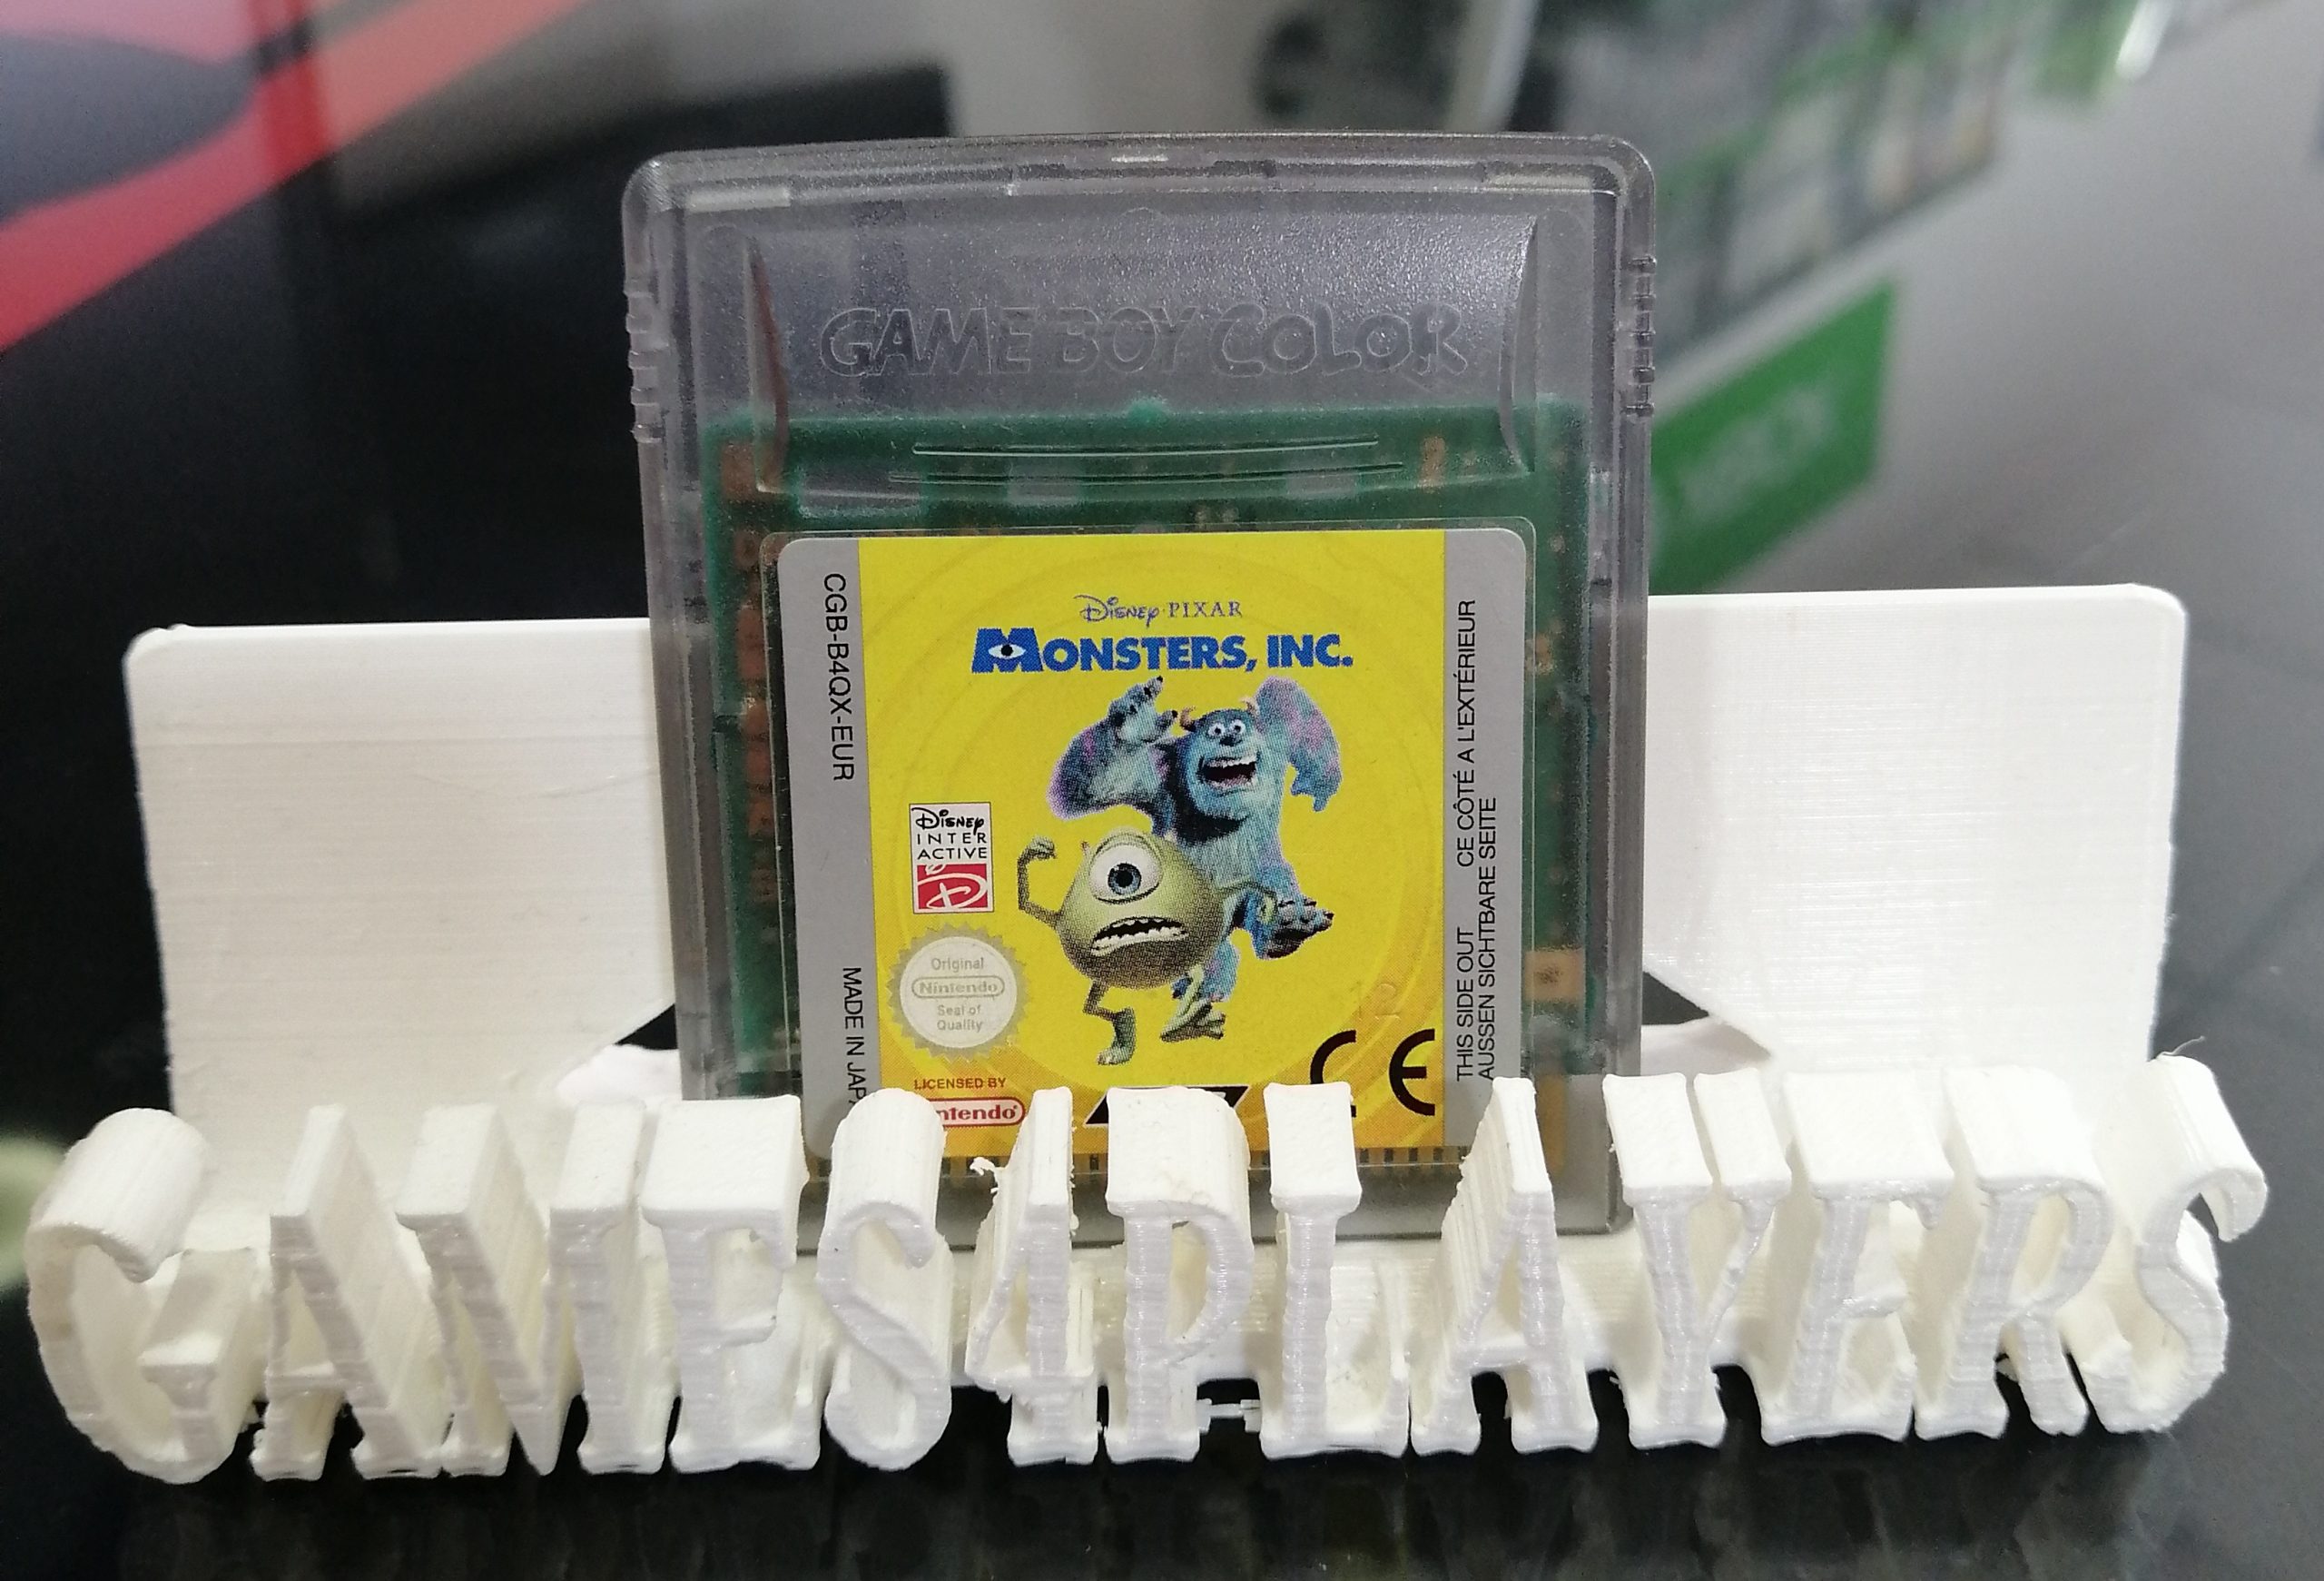 GAME BOY COLOR
CGB-B4QX-EUR
MADE IN
Disney·PIXAR
MONSTERS, INC.
Disney
INTER
ACTIVE
D
Original
Nintendo
Seal of
Quality
LICENSED BY
Nintendo®
12
CE
THIS SIDE OUT CE CÔTÉ A L'EXTÉRIEUR
AUSSEN SICHTBARE SEITE
GAMES4PLAYERS